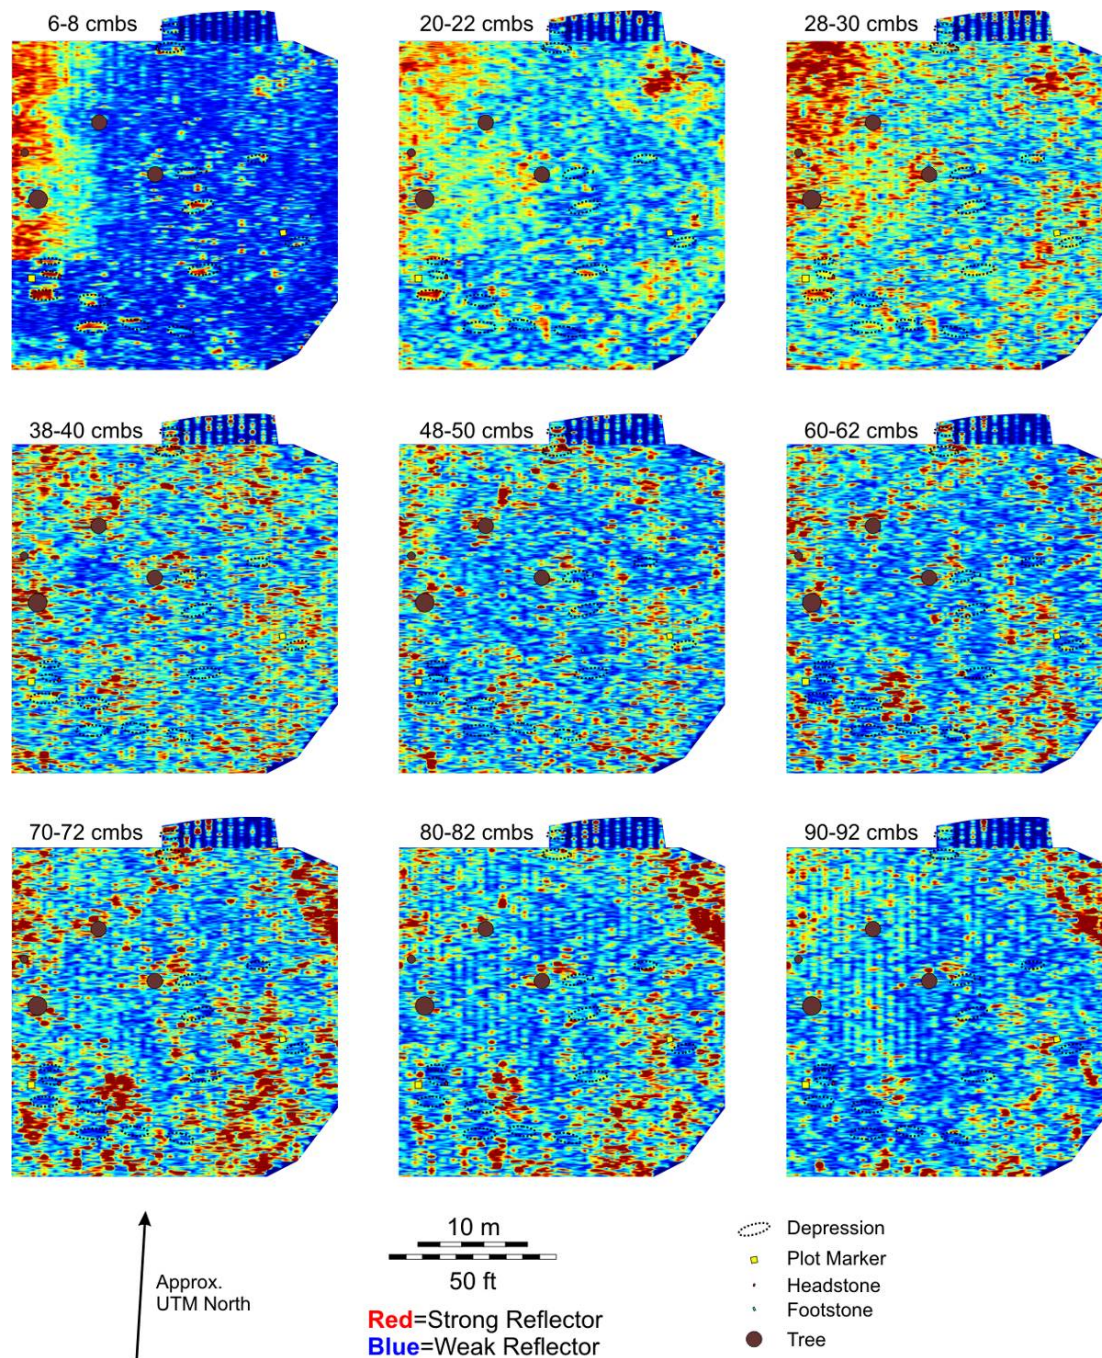 6-8 cmbs
20-22 cmbs
28-30 cmbs
38-40 cmbs
48-50 cmbs
60-62 cmbs
70-72 cmbs
80-82 cmbs
90-92 cmbs
Approx.
UTM North
10 m
50 ft
Red=Strong Reflector
Blue=Weak Reflector
Depression
Plot Marker
Headstone
Footstone
Tree